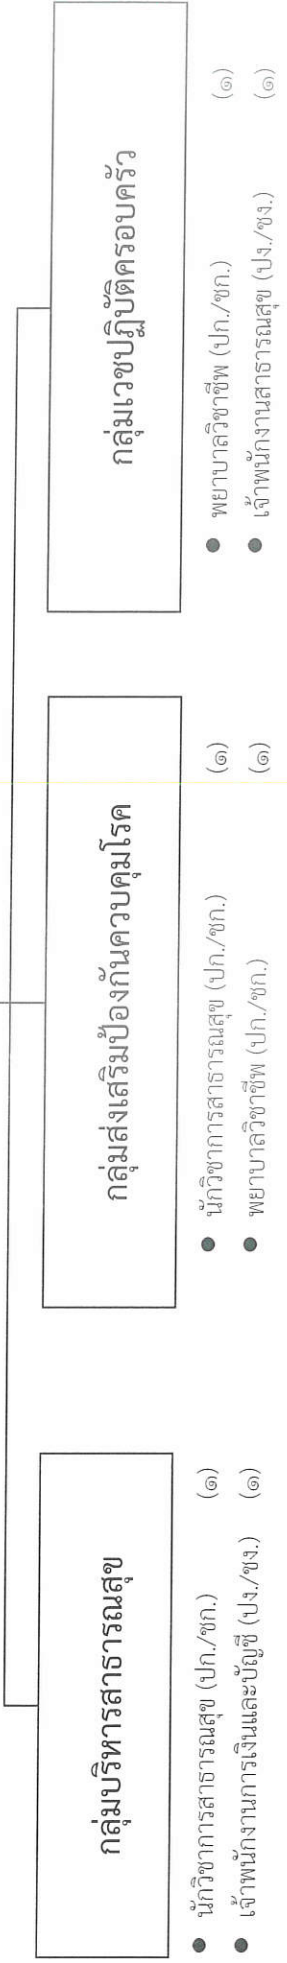 กลุ่มบริหารสาธารณสุข
● นักวิชาการสาธารณสุข (ปก./ชก.) (๑)
● เจ้าพนักงานการเงินและบัญชี (ปง./ชง.) (๑)
กลุ่มส่งเสริมป้องกันควบคุมโรค
● นักวิชาการสาธารณสุข (ปก./ชก.) (๑)
● พยาบาลวิชาชีพ (ปก./ชก.) (๑)
กลุ่มเวชปฏิบัติครอบครัว
● พยาบาลวิชาชีพ (ปก./ชก.) (๑)
● เจ้าพนักงานสาธารณสุข (ปง./ชง.) (๑)